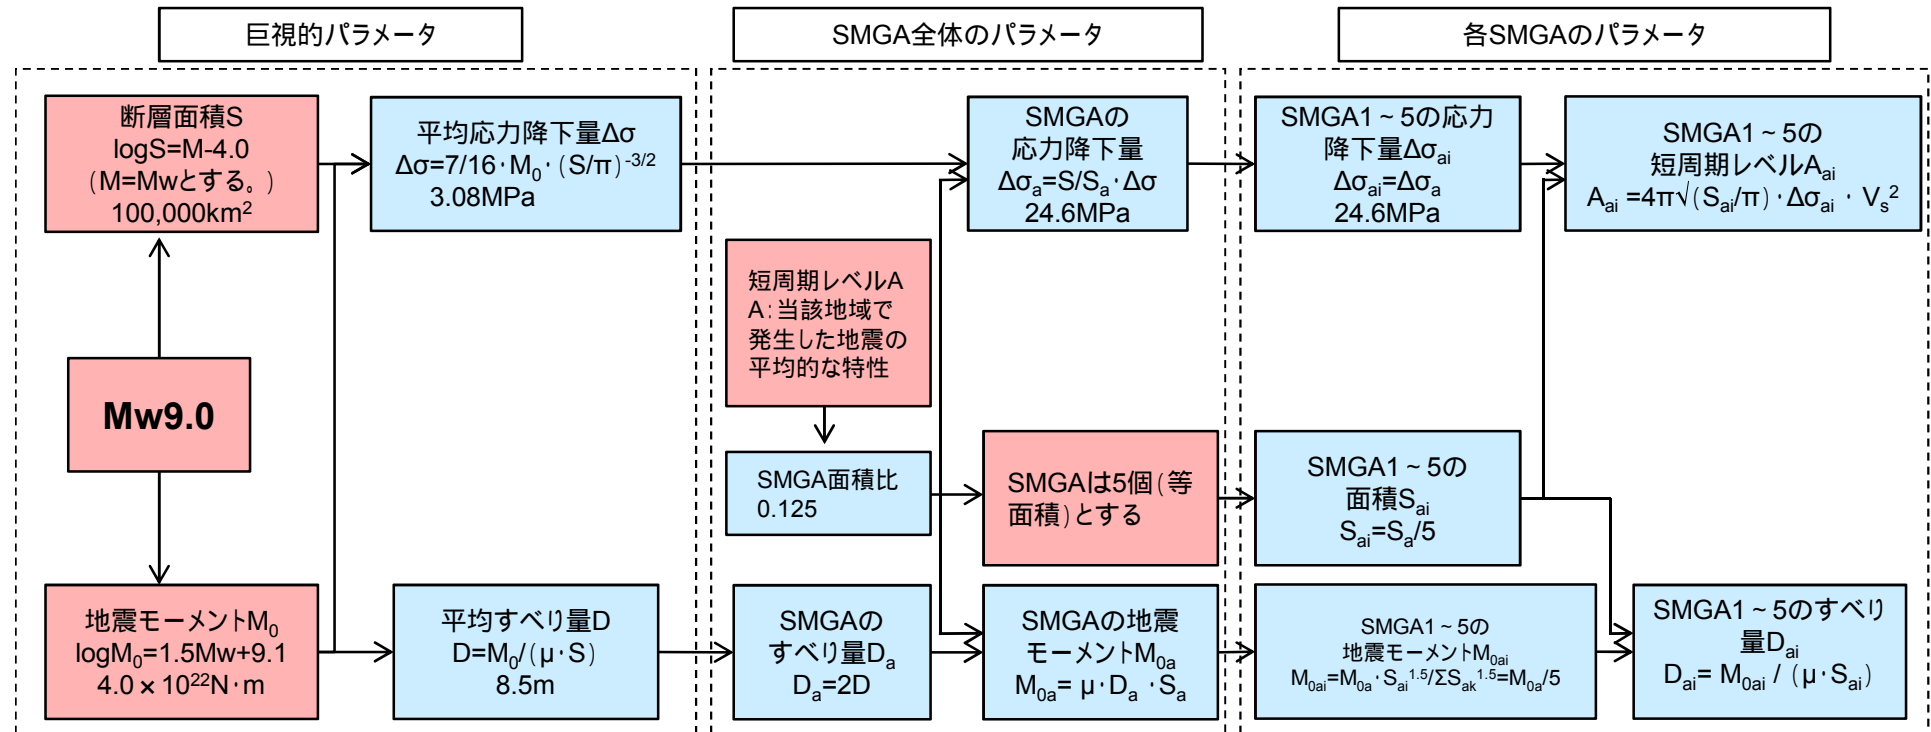 巨視的パラメータ
断層面積S
logS=M-4.0
(M=Mwとする。)
100,000km²
平均応力降下量Δσ
Δσ=7/16·M₀·(S/π)⁻³/²
3.08MPa
Mw9.0
地震モーメントM₀
logM₀=1.5Mw+9.1
4.0×10²²N·m
平均すべり量D
D=M₀/(μ·S)
8.5m
SMGA全体のパラメータ
SMGAの
応力降下量
Δσₐ=S/Sₐ·Δσ
24.6MPa
短周期レベルA
A:当該地域で
発生した地震の
平均的な特性
SMGA面積比
0.125
SMGAは5個(等
面積)とする
SMGAの
すべり量Dₐ
Dₐ=2D
SMGAの地震
モーメントM₀ₐ
M₀ₐ= μ·Dₐ·Sₐ
各SMGAのパラメータ
SMGA1~5の応力
降下量Δσₐᵢ
Δσₐᵢ=Δσₐ
24.6MPa
SMGA1~5の
短周期レベルAₐᵢ
Aₐᵢ=4π√(Sₐᵢ/π)·Δσₐᵢ·Vₛ²
SMGA1~5の
面積Sₐᵢ
Sₐᵢ=Sₐ/5
SMGA1~5の
地震モーメントM₀ₐᵢ
M₀ₐᵢ=M₀ₐ·Sₐᵢ¹·⁵/ΣSₐₖ¹·⁵=M₀ₐ/5
SMGA1~5のすべり
量Dₐᵢ
Dₐᵢ= M₀ₐᵢ / (μ·Sₐᵢ)